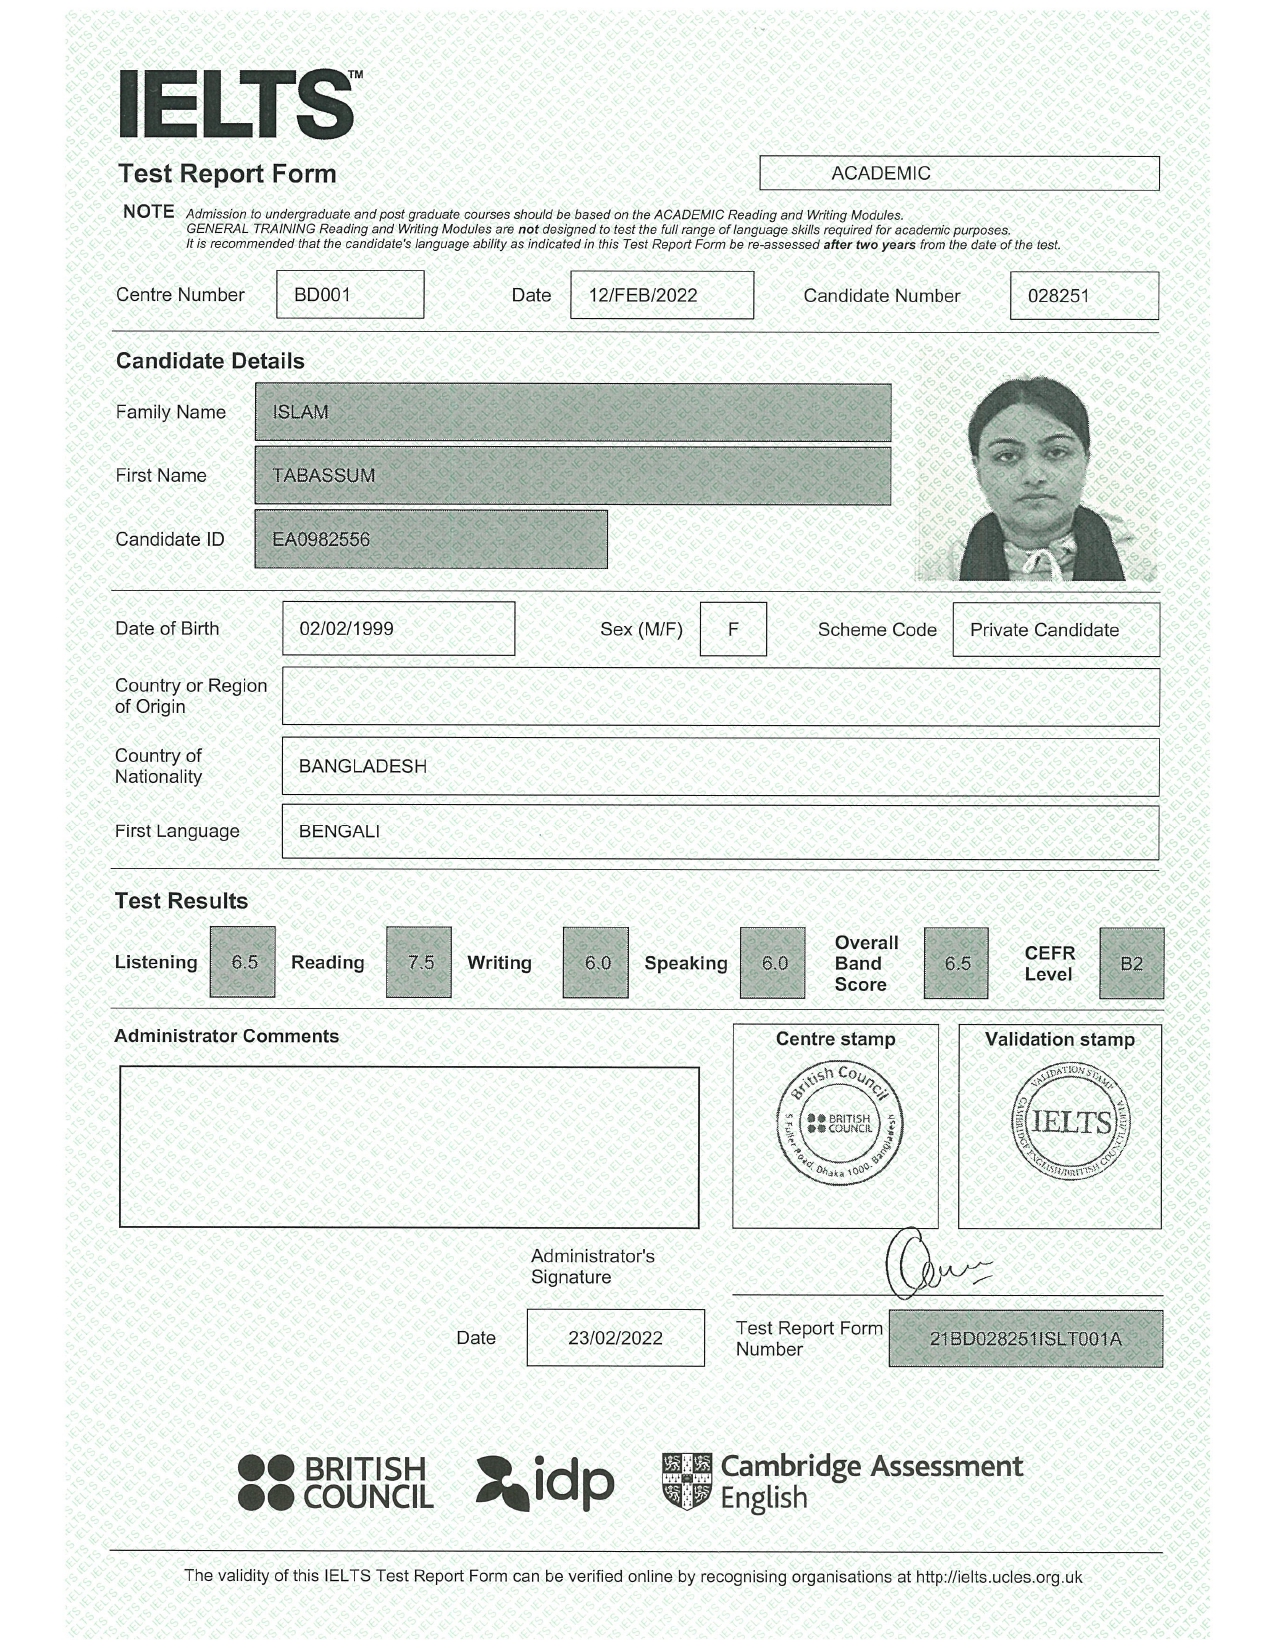 IELTS™
Test Report Form
ACADEMIC
NOTE Admission to undergraduate and post graduate courses should be based on the ACADEMIC Reading and Writing Modules.
GENERAL TRAINING Reading and Writing Modules are not designed to test the full range of language skills required for academic purposes.
It is recommended that the candidate's language ability as indicated in this Test Report Form be re-assessed after two years from the date of the test.
Centre Number BD001 Date 12/FEB/2022 Candidate Number 028251
Candidate Details
Family Name ISLAM
First Name TABASSUM
Candidate ID EA0982556
Date of Birth 02/02/1999 Sex (M/F) F Scheme Code Private Candidate
Country or Region
of Origin
Country of
Nationality
BANGLADESH
First Language BENGALI
Test Results
Listening 6.5 Reading 7.5 Writing 6.0 Speaking 6.0 Overall Band Score 6.5 CEFR Level B2
Administrator Comments
Centre stamp
British Council
BRITISH
COUNCIL
5 Fuller Road, Dhaka 1000, Bangladesh
Validation stamp
VALIDATION STAMP
IELTS
CAMBRIDGE ENGLISH/BRITISH COUNCIL
Administrator's
Signature
Date 23/02/2022
Test Report Form
Number
21BD028251ISLT001A
BRITISH
COUNCIL
idp
Cambridge Assessment
English
The validity of this IELTS Test Report Form can be verified online by recognising organisations at http://ielts.ucles.org.uk